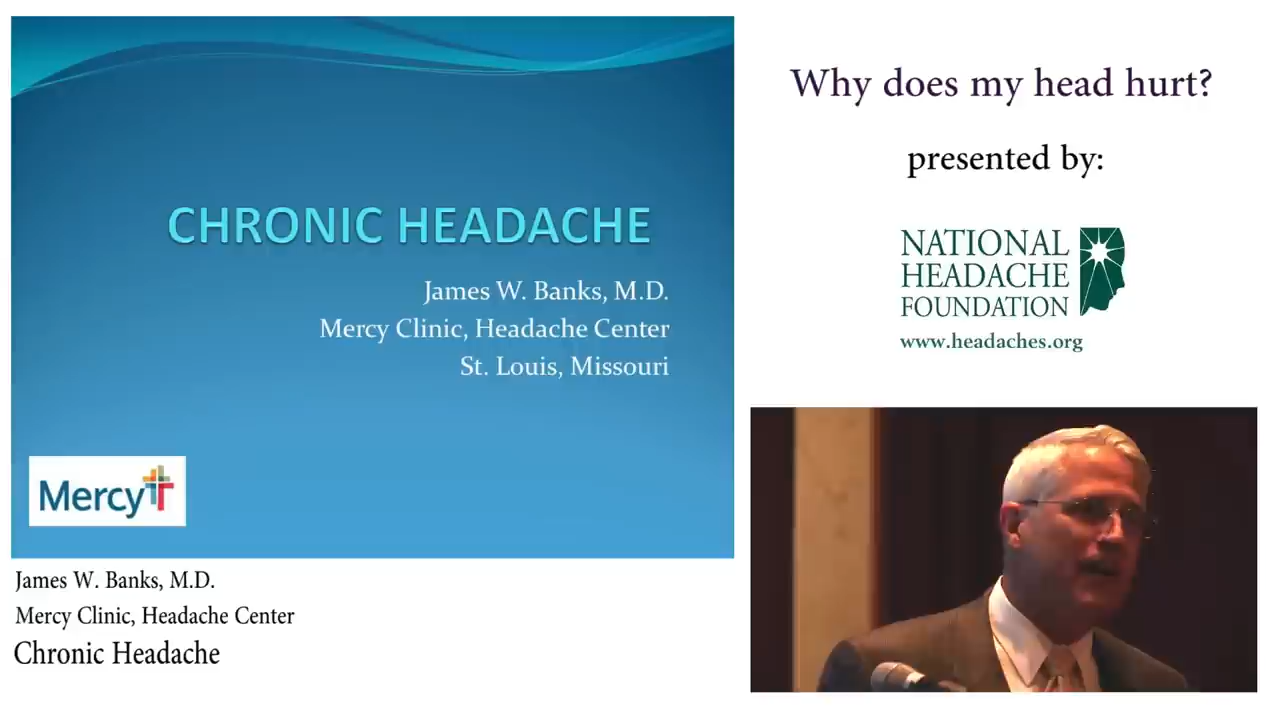 CHRONIC HEADACHE
James W. Banks, M.D.
Mercy Clinic, Headache Center
St. Louis, Missouri
Mercy
James W. Banks, M.D.
Mercy Clinic, Headache Center
Chronic Headache
Why does my head hurt?
presented by:
NATIONAL
HEADACHE
FOUNDATION
www.headaches.org